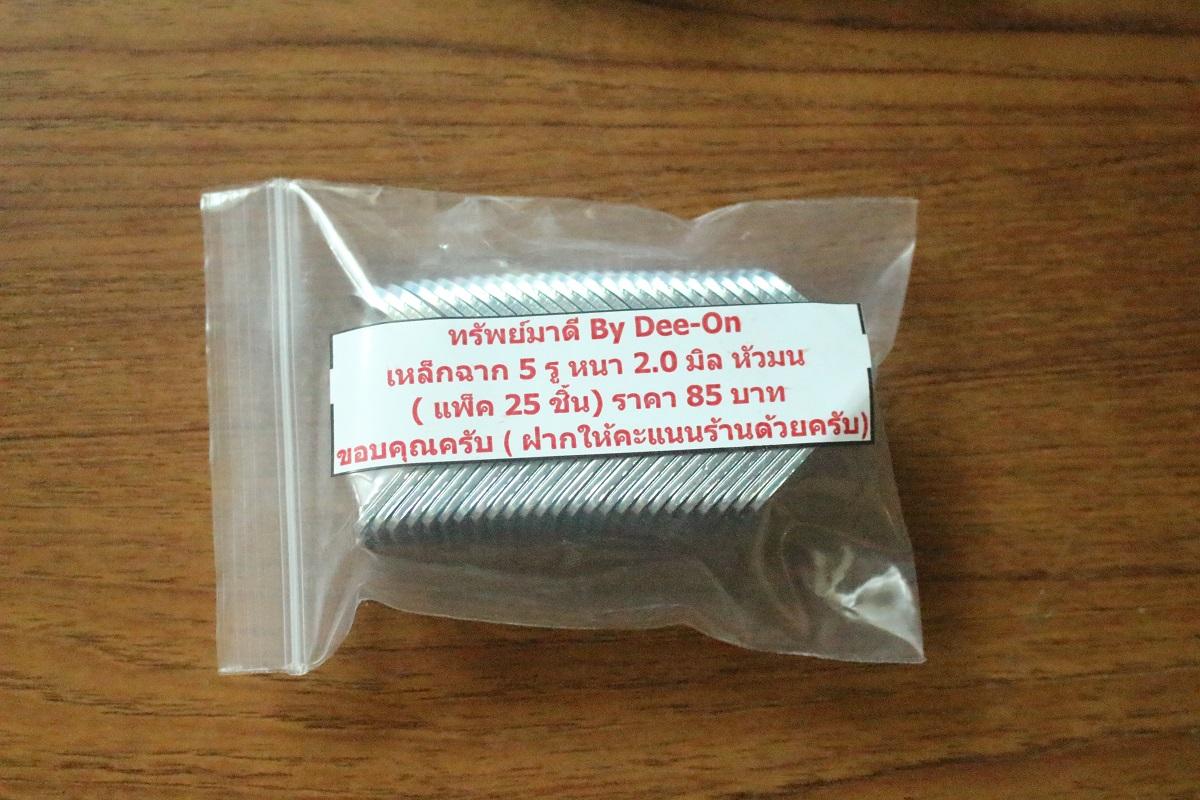 ทรัพย์มาดี By Dee-On
เหล็กฉาก 5 รู หนา 2.0 มิล หัวมน
( แพ็ค 25 ชิ้น) ราคา 85 บาท
ขอบคุณครับ ( ฝากให้คะแนนร้านด้วยครับ)